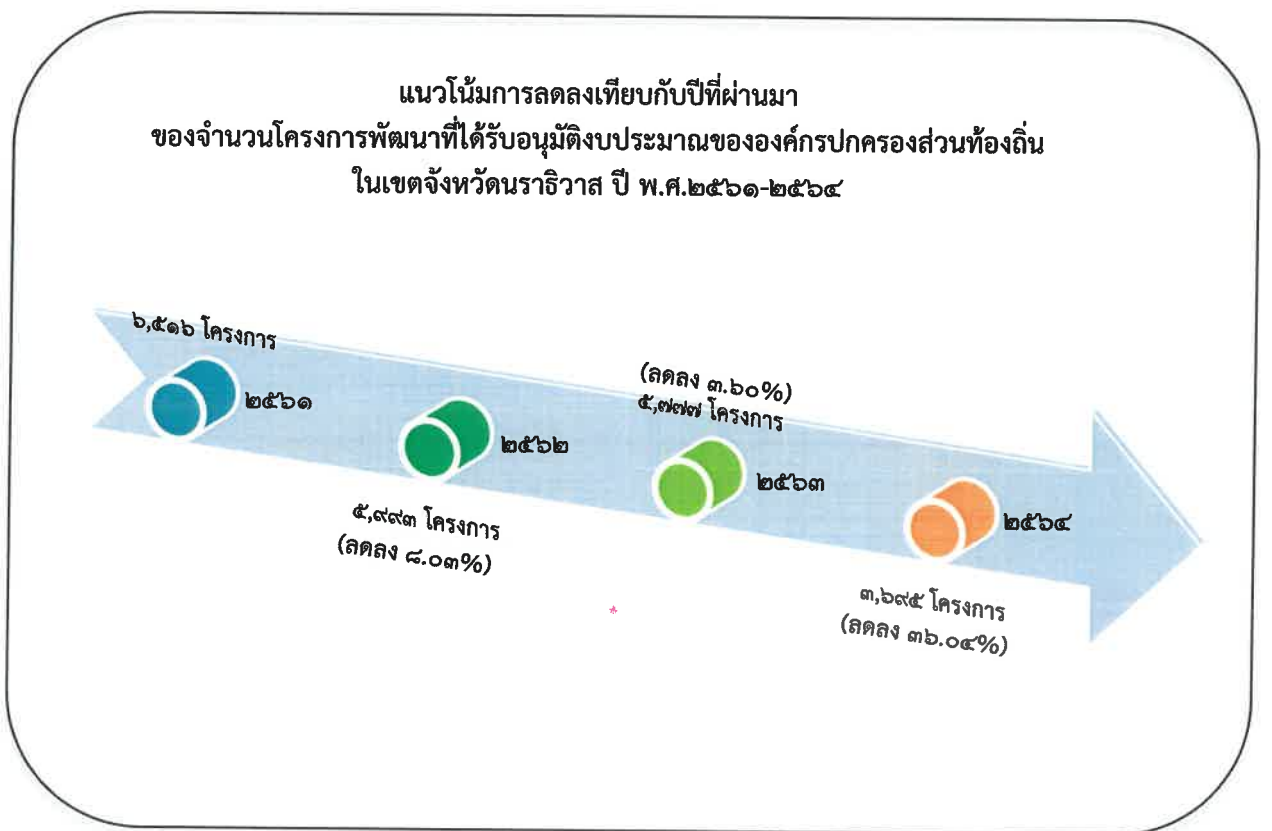 แนวโน้มการลดลงเทียบกับปีที่ผ่านมา
ของจำนวนโครงการพัฒนาที่ได้รับอนุมัติงบประมาณขององค์กรปกครองส่วนท้องถิ่น
ในเขตจังหวัดนราธิวาส ปี พ.ศ.๒๕๖๑-๒๕๖๔
๖,๕๑๖ โครงการ
๒๕๖๑
๒๕๖๒
๕,๙๙๓ โครงการ
(ลดลง ๘.๐๓%)
(ลดลง ๓.๖๐%)
๕,๗๗๗ โครงการ
๒๕๖๓
๒๕๖๔
๓,๖๙๕ โครงการ
(ลดลง ๓๖.๐๔%)